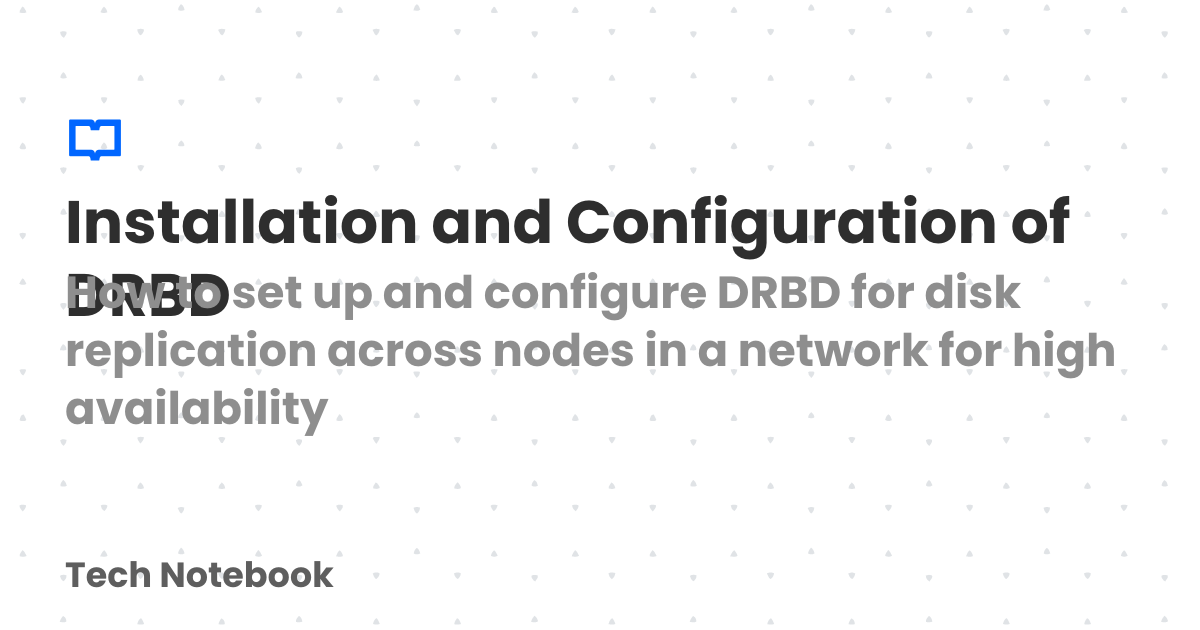 Installation and Configuration of
DRBD
How to set up and configure DRBD for disk
replication across nodes in a network for high
availability
Tech Notebook